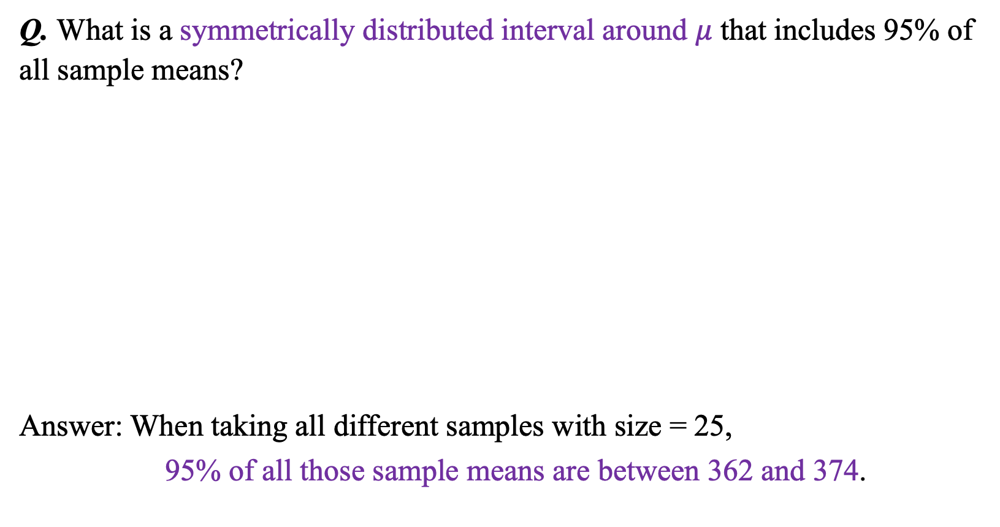 Q. What is a symmetrically distributed interval around μ that includes 95% of
all sample means?
Answer: When taking all different samples with size = 25,
95% of all those sample means are between 362 and 374.